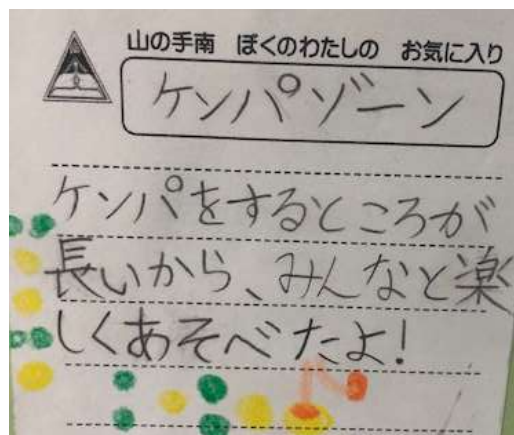 山の手南 ぼくのわたしの お気に入り
ケンパゾーン
ケンパをするところが
長いから、みんなと楽
しくあそべたよ!